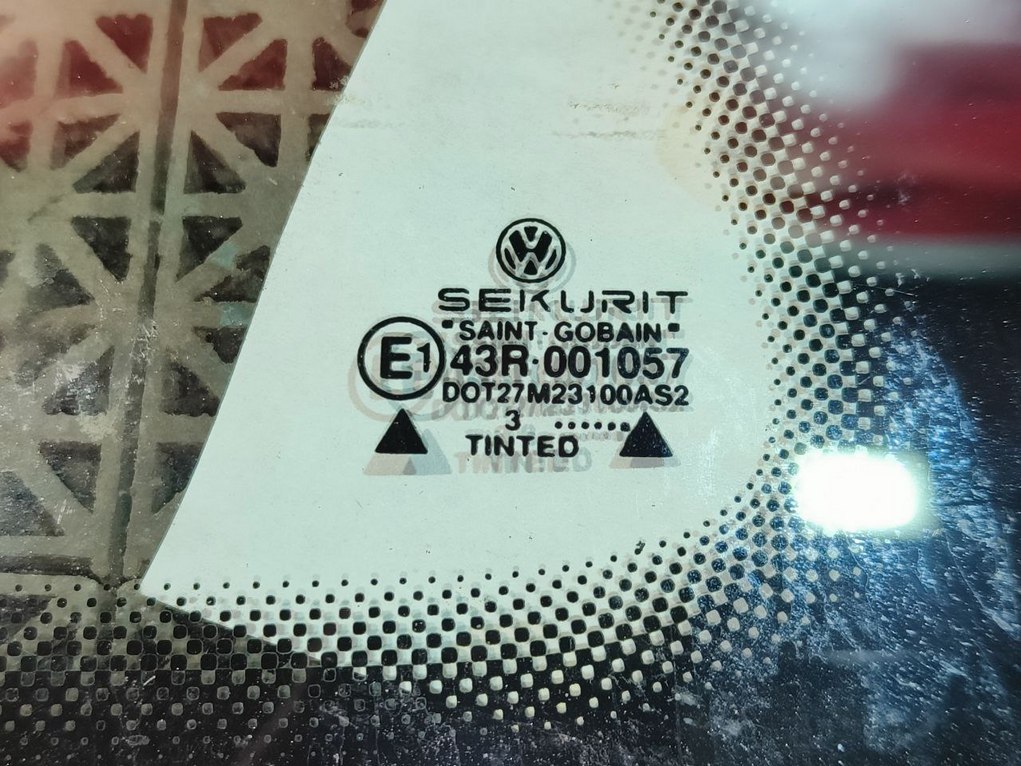 SEKURIT
"SAINT-GOBAIN"
E1 43R-001057
DOT27M23100AS2
3 .......
TINTED